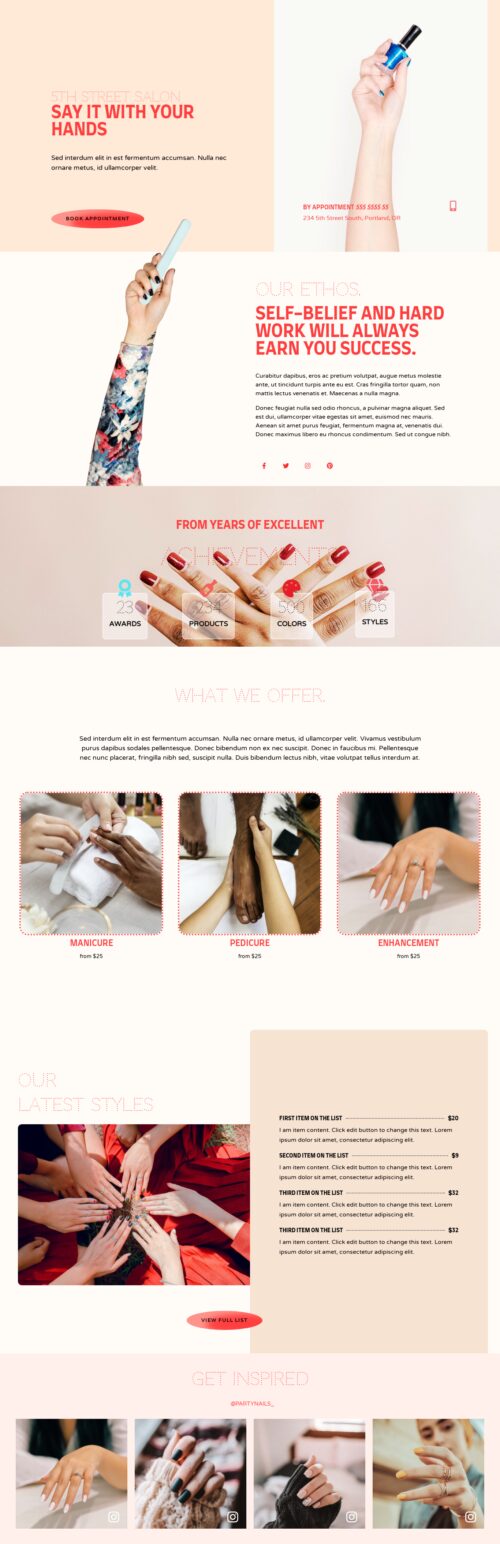 5TH STREET SALON
SAY IT WITH YOUR
HANDS
Sed interdum elit in est fermentum accumsan. Nulla nec
ornare metus, id ullamcorper velit.
BOOK APPOINTMENT
BY APPOINTMENT 555 5555 55
234 5th Street South, Portland, OR
OUR ETHOS.
SELF-BELIEF AND HARD
WORK WILL ALWAYS
EARN YOU SUCCESS.
Curabitur dapibus, eros ac pretium volutpat, augue metus molestie
ante, ut tincidunt turpis ante eu est. Cras fringilla tortor quam, non
mattis lectus venenatis et. Maecenas a nulla magna.
Donec feugiat nulla sed odio rhoncus, a pulvinar magna aliquet. Sed
est dui, ullamcorper vitae egestas sit amet, euismod nec mauris.
Aenean sit amet purus feugiat, fermentum magna at, venenatis dui.
Donec maximus libero eu rhoncus condimentum. Sed ut congue nibh.
FROM YEARS OF EXCELLENT
ACHIEVEMENTS
23
AWARDS
234
PRODUCTS
500
COLORS
166
STYLES
WHAT WE OFFER.
Sed interdum elit in est fermentum accumsan. Nulla nec ornare metus, id ullamcorper velit. Vivamus vestibulum
purus dapibus sodales pellentesque. Donec bibendum non ex nec suscipit. Donec in faucibus mi. Pellentesque
nec nunc placerat, fringilla nibh sed, suscipit nulla. Duis bibendum lectus nibh, vitae volutpat tellus interdum at.
MANICURE
from $25
PEDICURE
from $25
ENHANCEMENT
from $25
OUR
LATEST STYLES
VIEW FULL LIST
FIRST ITEM ON THE LIST $20
I am item content. Click edit button to change this text. Lorem
ipsum dolor sit amet, consectetur adipiscing elit.
SECOND ITEM ON THE LIST $9
I am item content. Click edit button to change this text. Lorem
ipsum dolor sit amet, consectetur adipiscing elit.
THIRD ITEM ON THE LIST $32
I am item content. Click edit button to change this text. Lorem
ipsum dolor sit amet, consectetur adipiscing elit.
THIRD ITEM ON THE LIST $32
I am item content. Click edit button to change this text. Lorem
ipsum dolor sit amet, consectetur adipiscing elit.
GET INSPIRED
@PARTYNAILS_